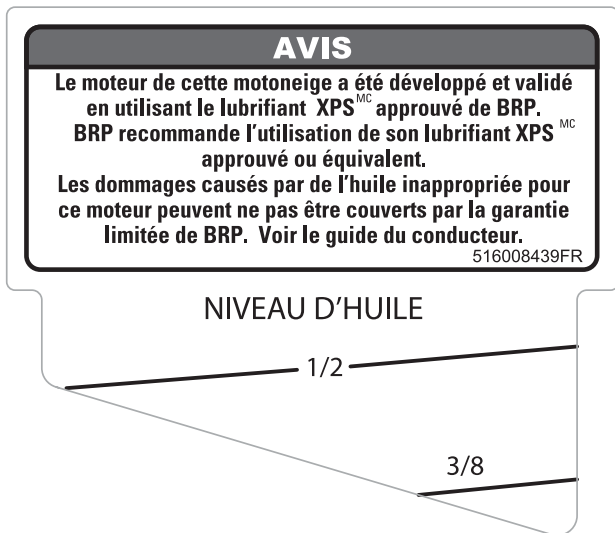 AVIS
Le moteur de cette motoneige a été développé et validé
en utilisant le lubrifiant XPS MC approuvé de BRP.
BRP recommande l'utilisation de son lubrifiant XPS MC
approuvé ou équivalent.
Les dommages causés par de l'huile inappropriée pour
ce moteur peuvent ne pas être couverts par la garantie
limitée de BRP. Voir le guide du conducteur.
516008439FR
NIVEAU D'HUILE
1/2
3/8